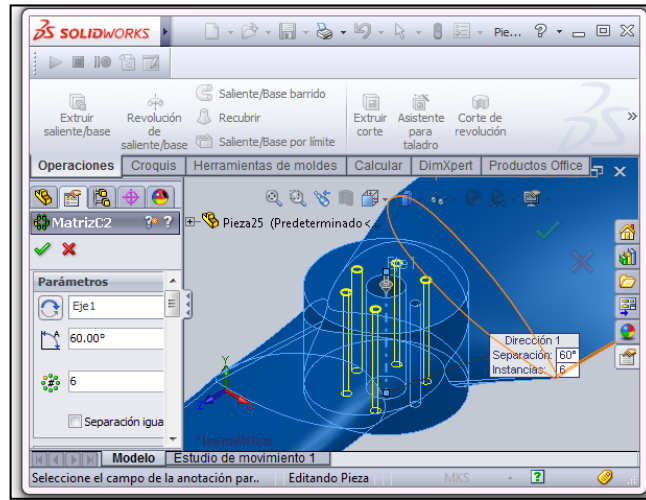 SOLIDWORKS
Pie...
Extruir saliente/base
Revolución de saliente/base
Saliente/Base barrido
Recubrir
Saliente/Base por límite
Extruir corte
Asistente para taladro
Corte de revolución
Operaciones Croquis Herramientas de moldes Calcular DimXpert Productos Office
MatrizC2
Pieza25 (Predeterminado<...
Parámetros
Eje1
60.00°
6
Separación igua
Dirección 1
Separación: 60°
Instancias: 6
Y
Z
X
*Isométrica
Modelo Estudio de movimiento 1
Seleccione el campo de la anotación par.. Editando Pieza MKS